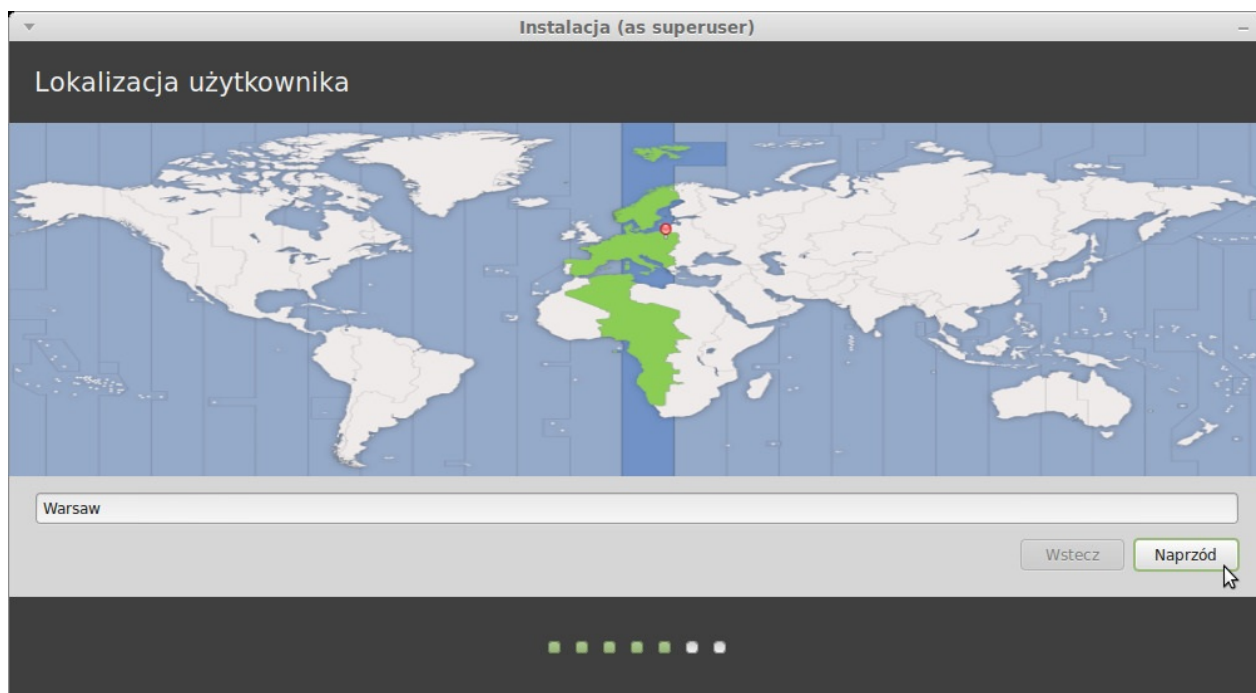 Instalacja (as superuser)
Lokalizacja użytkownika
Warsaw
Wstecz
Naprzód